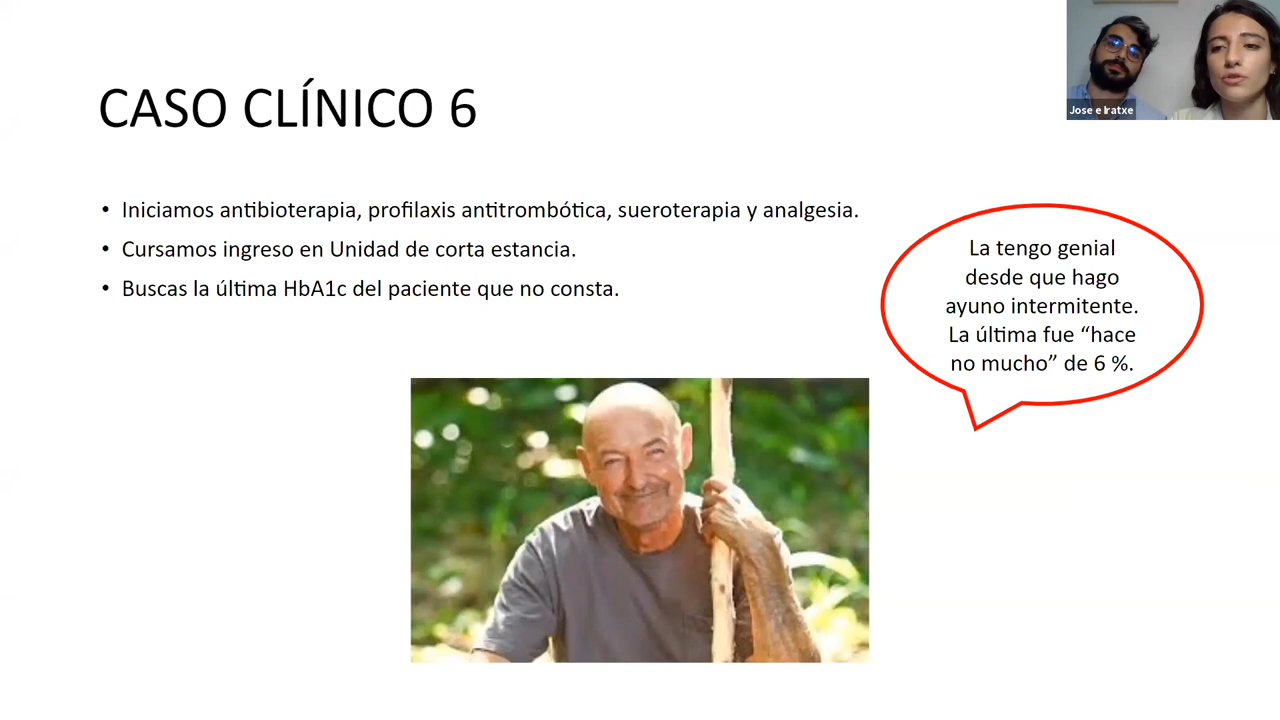 CASO CLÍNICO 6
• Iniciamos antibioterapia, profilaxis antitrombótica, sueroterapia y analgesia.
• Cursamos ingreso en Unidad de corta estancia.
• Buscas la última HbA1c del paciente que no consta.
La tengo genial
desde que hago
ayuno intermitente.
La última fue “hace
no mucho” de 6 %.
Jose e Iratxe